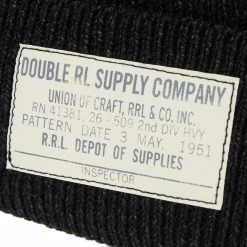 DOUBLE RL SUPPLY COMPANY
UNION OF CRAFT, RRL & CO. INC.
RN 41381, 26 - 509 2nd DIV HVY
PATTERN DATE 3 MAY, 1951
R.R.L. DEPOT OF SUPPLIES
INSPECTOR